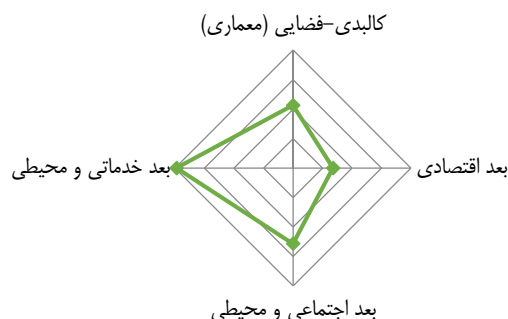 کالبدی-فضایی (معماری)
بعد اقتصادی
بعد خدماتی و محیطی
بعد اجتماعی و محیطی